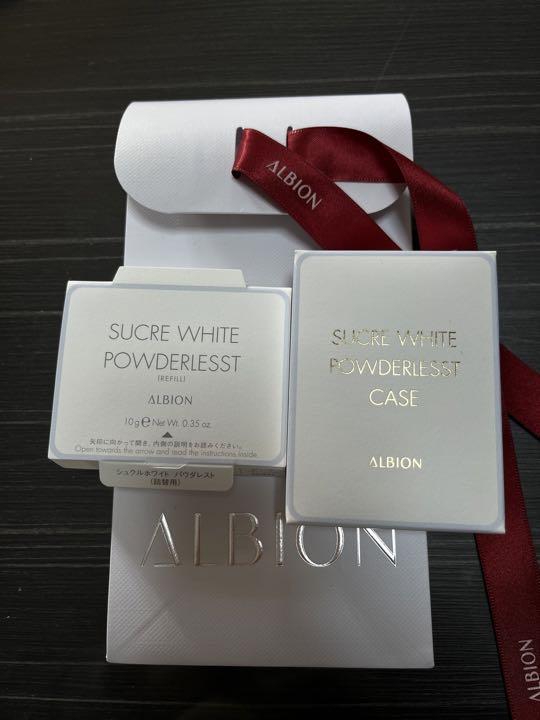 ALBION
SUCRE WHITE
POWDERLESST
(REFILL)
ALBION
10g e Net Wt. 0.35 oz.
矢印に向かって開き、内側の説明をお読みください。
Open towards the arrow and read the instructions inside.
シュクルホワイト パウダレスト
(詰替用)
SUCRE WHITE
POWDERLESST
CASE
ALBION
ALBION
ALBION